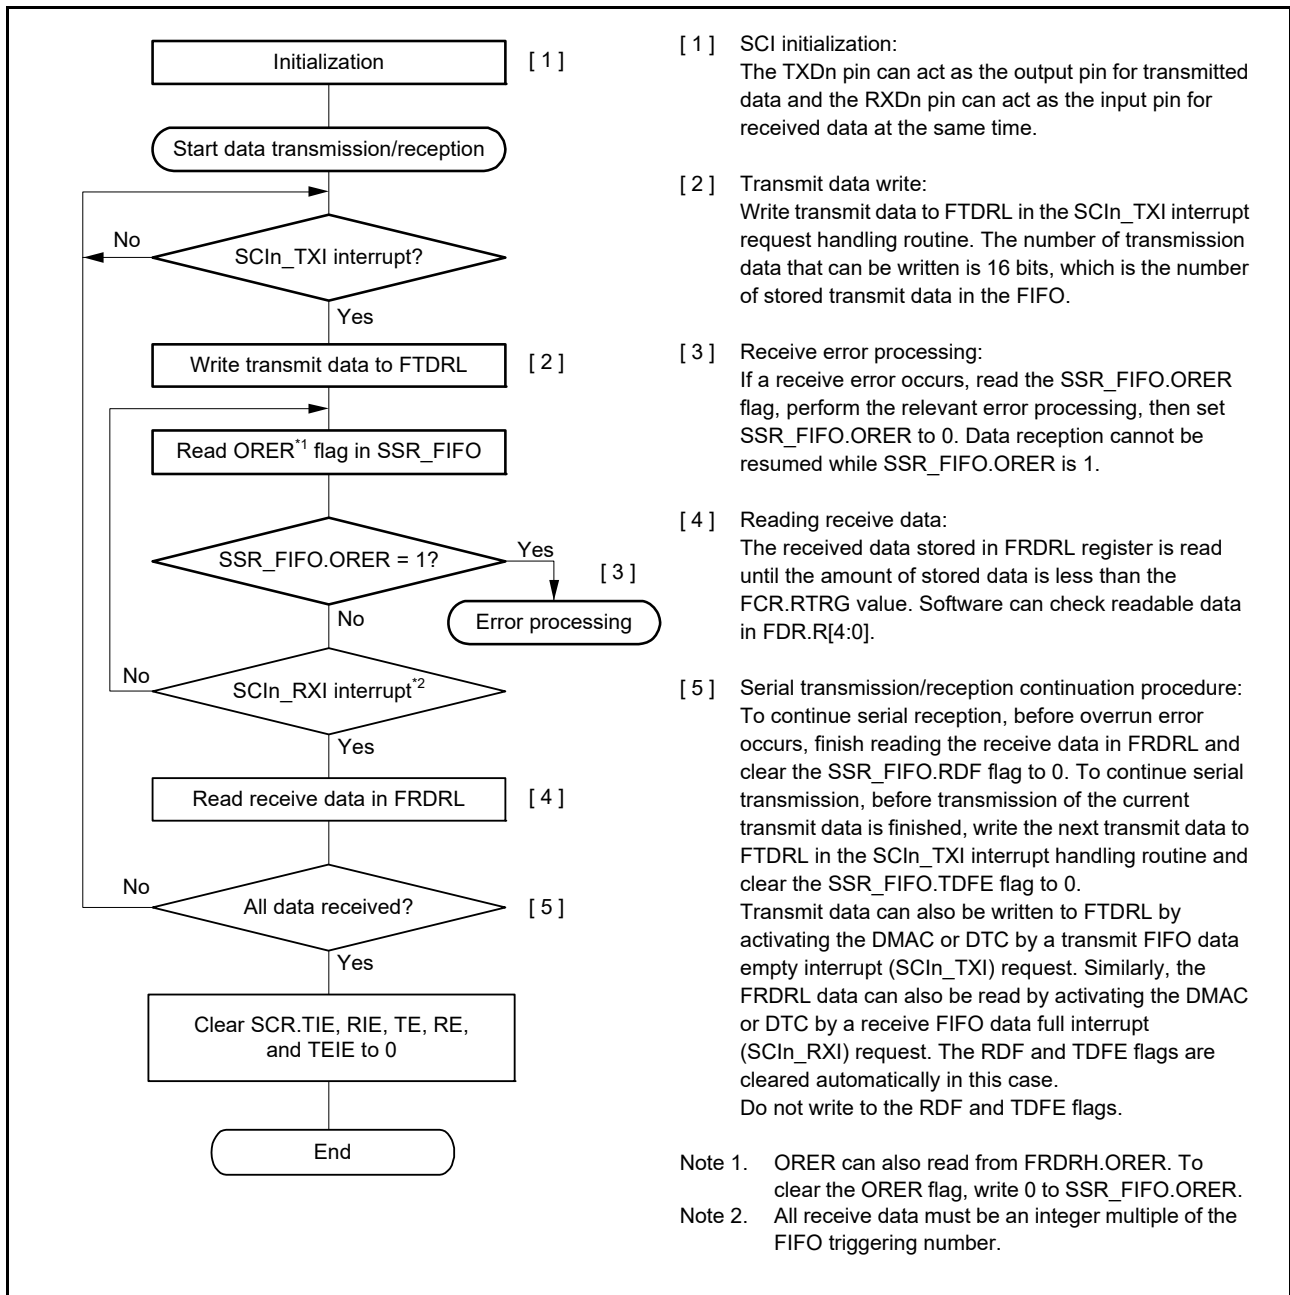 Initialization [ 1 ]
Start data transmission/reception
No
SCIn_TXI interrupt?
Yes
Write transmit data to FTDRL [ 2 ]
Read ORER*1 flag in SSR_FIFO
SSR_FIFO.ORER = 1?
Yes
[ 3 ]
Error processing
No
No
SCIn_RXI interrupt*2
Yes
Read receive data in FRDRL [ 4 ]
No
All data received? [ 5 ]
Yes
Clear SCR.TIE, RIE, TE, RE,
and TEIE to 0
End
[ 1 ] SCI initialization:
The TXDn pin can act as the output pin for transmitted
data and the RXDn pin can act as the input pin for
received data at the same time.
[ 2 ] Transmit data write:
Write transmit data to FTDRL in the SCIn_TXI interrupt
request handling routine. The number of transmission
data that can be written is 16 bits, which is the number
of stored transmit data in the FIFO.
[ 3 ] Receive error processing:
If a receive error occurs, read the SSR_FIFO.ORER
flag, perform the relevant error processing, then set
SSR_FIFO.ORER to 0. Data reception cannot be
resumed while SSR_FIFO.ORER is 1.
[ 4 ] Reading receive data:
The received data stored in FRDRL register is read
until the amount of stored data is less than the
FCR.RTRG value. Software can check readable data
in FDR.R[4:0].
[ 5 ] Serial transmission/reception continuation procedure:
To continue serial reception, before overrun error
occurs, finish reading the receive data in FRDRL and
clear the SSR_FIFO.RDF flag to 0. To continue serial
transmission, before transmission of the current
transmit data is finished, write the next transmit data to
FTDRL in the SCIn_TXI interrupt handling routine and
clear the SSR_FIFO.TDFE flag to 0.
Transmit data can also be written to FTDRL by
activating the DMAC or DTC by a transmit FIFO data
empty interrupt (SCIn_TXI) request. Similarly, the
FRDRL data can also be read by activating the DMAC
or DTC by a receive FIFO data full interrupt
(SCIn_RXI) request. The RDF and TDFE flags are
cleared automatically in this case.
Do not write to the RDF and TDFE flags.
Note 1. ORER can also read from FRDRH.ORER. To
clear the ORER flag, write 0 to SSR_FIFO.ORER.
Note 2. All receive data must be an integer multiple of the
FIFO triggering number.